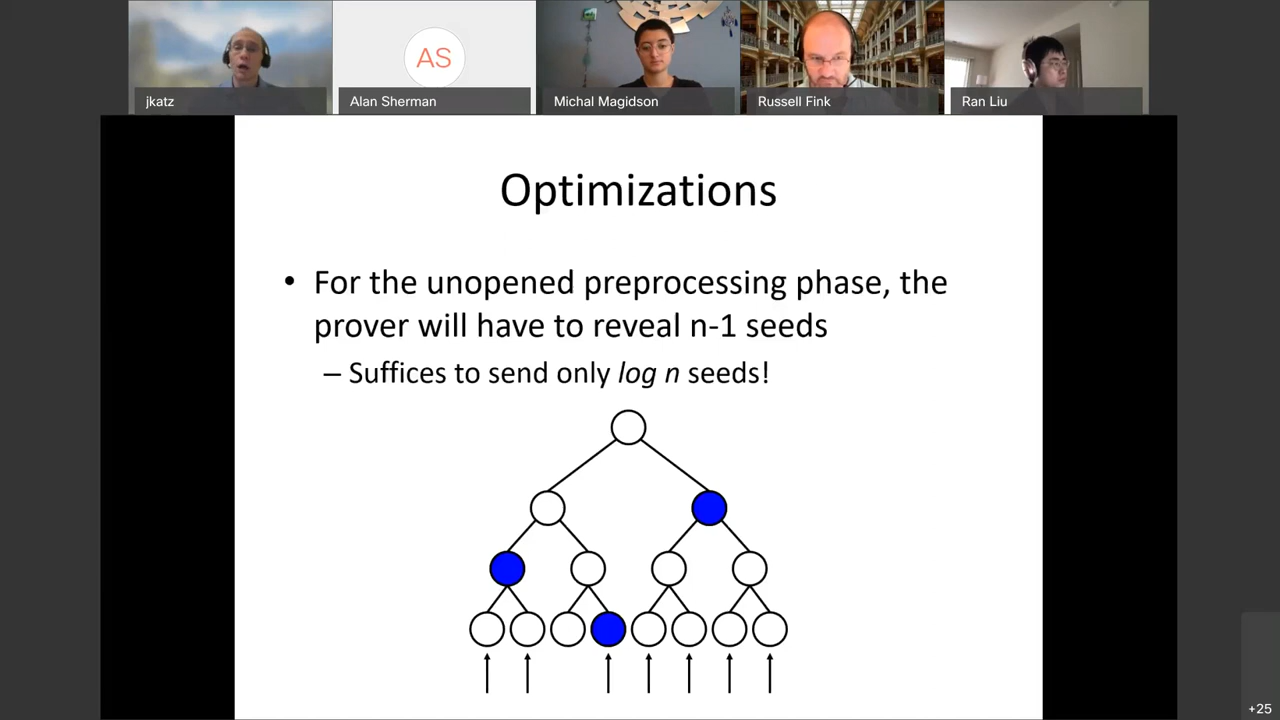 AS
jkatz
Alan Sherman
Michal Magidson
Russell Fink
Ran Liu
Optimizations
• For the unopened preprocessing phase, the
prover will have to reveal n-1 seeds
– Suffices to send only log n seeds!
+25